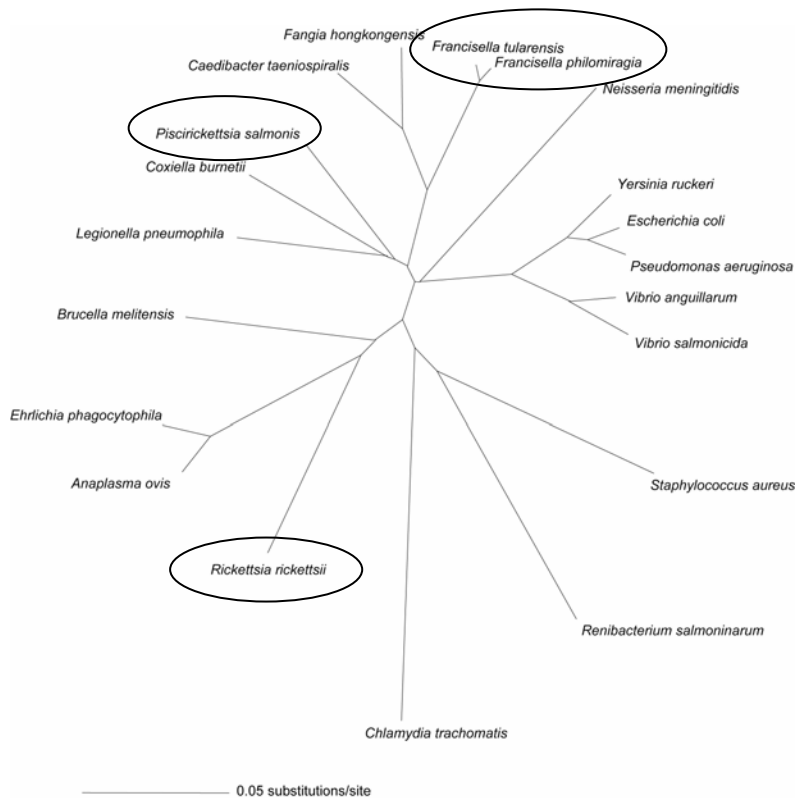 Fangia hongkongensis
Francisella tularensis
Francisella philomiragia
Caedibacter taeniospiralis
Neisseria meningitidis
Piscirickettsia salmonis
Coxiella burnetii
Yersinia ruckeri
Escherichia coli
Legionella pneumophila
Pseudomonas aeruginosa
Vibrio anguillarum
Brucella melitensis
Vibrio salmonicida
Ehrlichia phagocytophila
Anaplasma ovis
Staphylococcus aureus
Rickettsia rickettsii
Renibacterium salmoninarum
Chlamydia trachomatis
0.05 substitutions/site